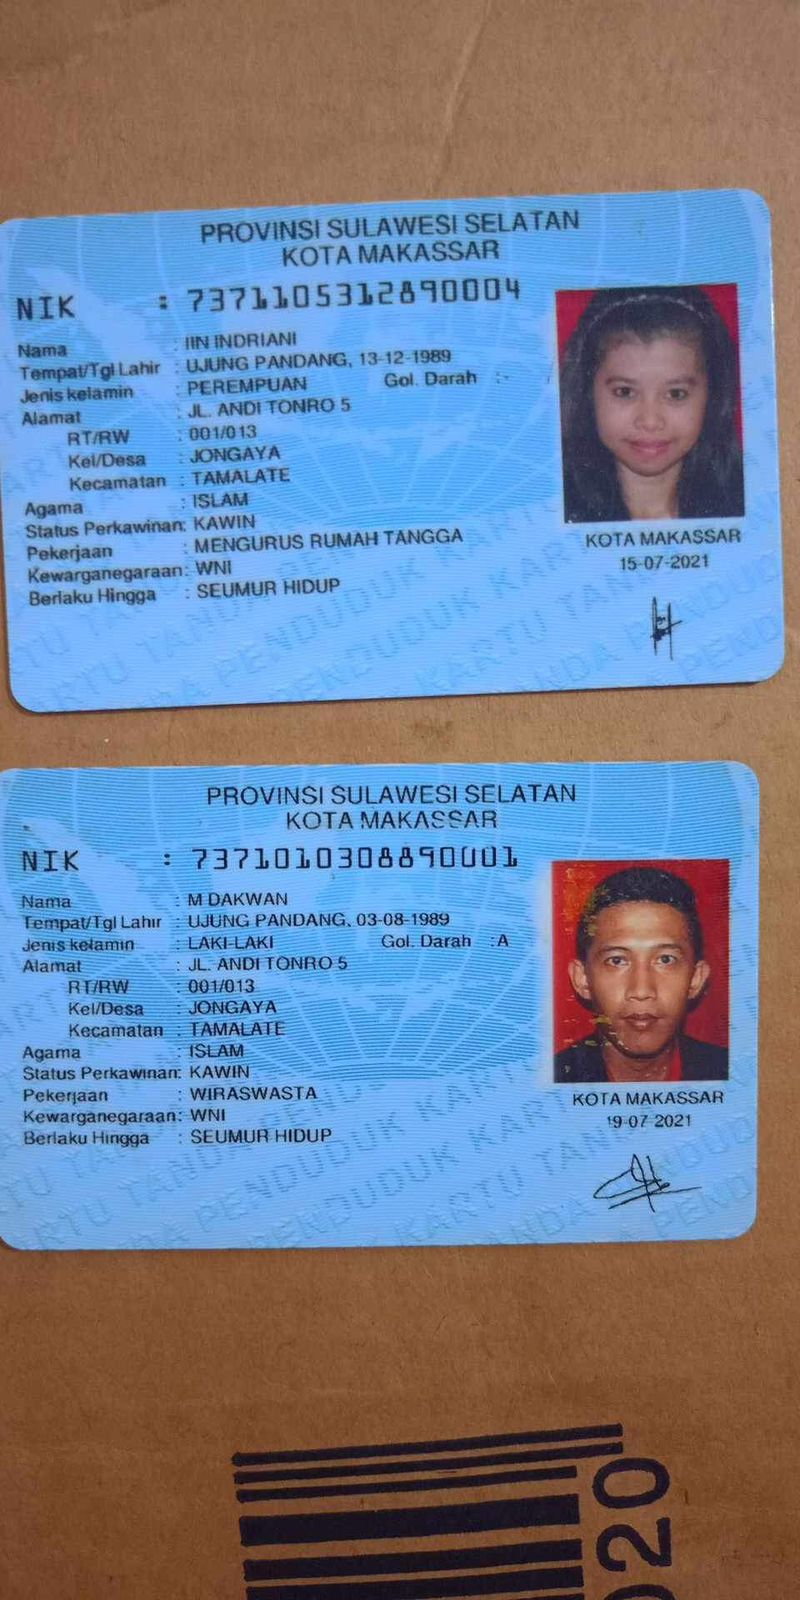 PROVINSI SULAWESI SELATAN
KOTA MAKASSAR
NIK : 7371105312890004
Nama : IIN INDRIANI
Tempat/Tgl Lahir : UJUNG PANDANG, 13-12-1989
Jenis kelamin : PEREMPUAN Gol. Darah :-
Alamat : JL. ANDI TONRO 5
RT/RW : 001/013
Kel/Desa : JONGAYA
Kecamatan : TAMALATE
Agama : ISLAM
Status Perkawinan: KAWIN
Pekerjaan : MENGURUS RUMAH TANGGA
Kewarganegaraan: WNI
Berlaku Hingga : SEUMUR HIDUP
KOTA MAKASSAR
15-07-2021
PROVINSI SULAWESI SELATAN
KOTA MAKASSAR
NIK : 7371010308890001
Nama : M DAKWAN
Tempat/Tgl Lahir : UJUNG PANDANG, 03-08-1989
Jenis kelamin : LAKI-LAKI Gol. Darah :A
Alamat : JL. ANDI TONRO 5
RT/RW : 001/013
Kel/Desa : JONGAYA
Kecamatan : TAMALATE
Agama : ISLAM
Status Perkawinan: KAWIN
Pekerjaan : WIRASWASTA
Kewarganegaraan: WNI
Berlaku Hingga : SEUMUR HIDUP
KOTA MAKASSAR
19-07-2021
020